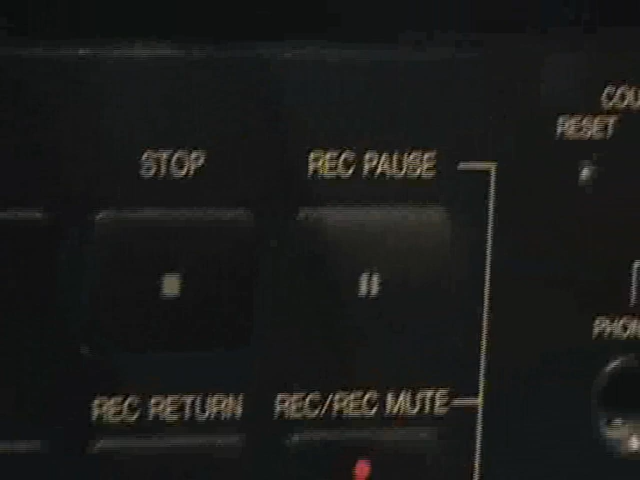 COU
RESET
STOP
REC PAUSE
PHON
REC RETURN
REC/REC MUTE